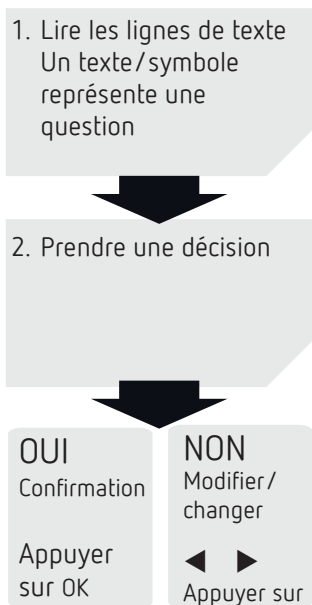 1. Lire les lignes de texte
Un texte/symbole
représente une
question
2. Prendre une décision
OUI
Confirmation
Appuyer
sur OK
NON
Modifier/
changer
◀ ▶
Appuyer sur